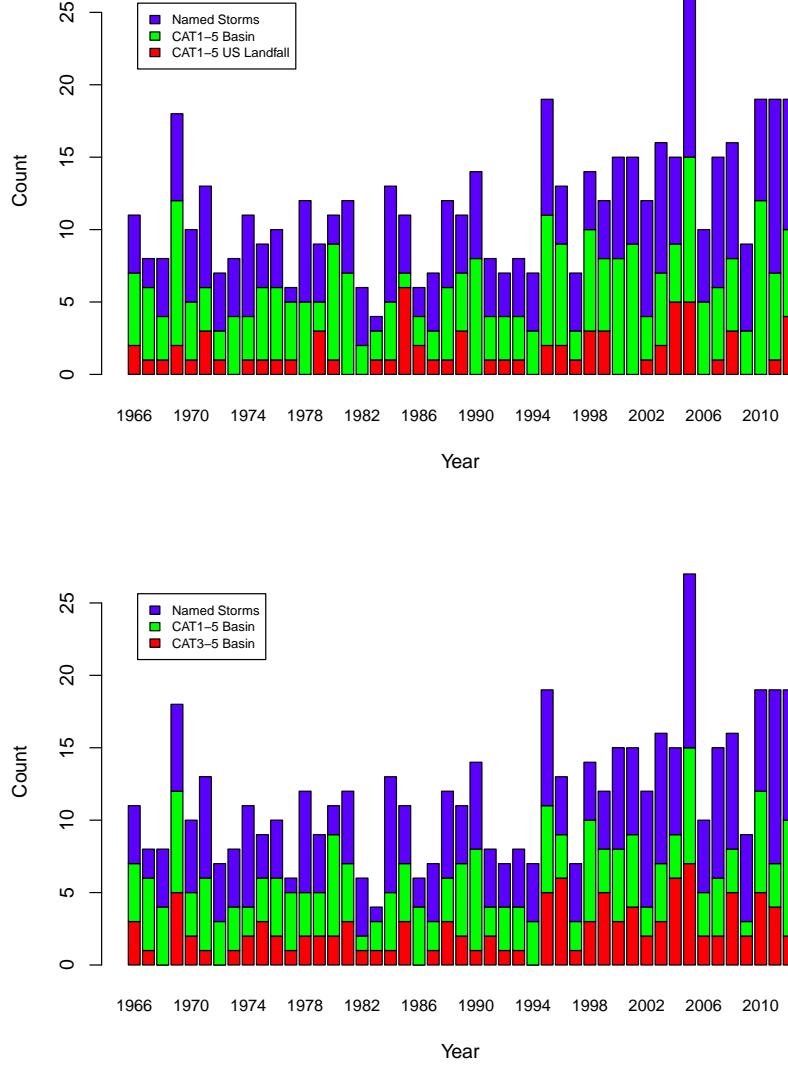 25
Named Storms
CAT1−5 Basin
CAT1−5 US Landfall
20
15
10
5
0
Count
1966 1970 1974 1978 1982 1986 1990 1994 1998 2002 2006 2010
Year
25
Named Storms
CAT1−5 Basin
CAT3−5 Basin
20
15
10
5
0
Count
1966 1970 1974 1978 1982 1986 1990 1994 1998 2002 2006 2010
Year